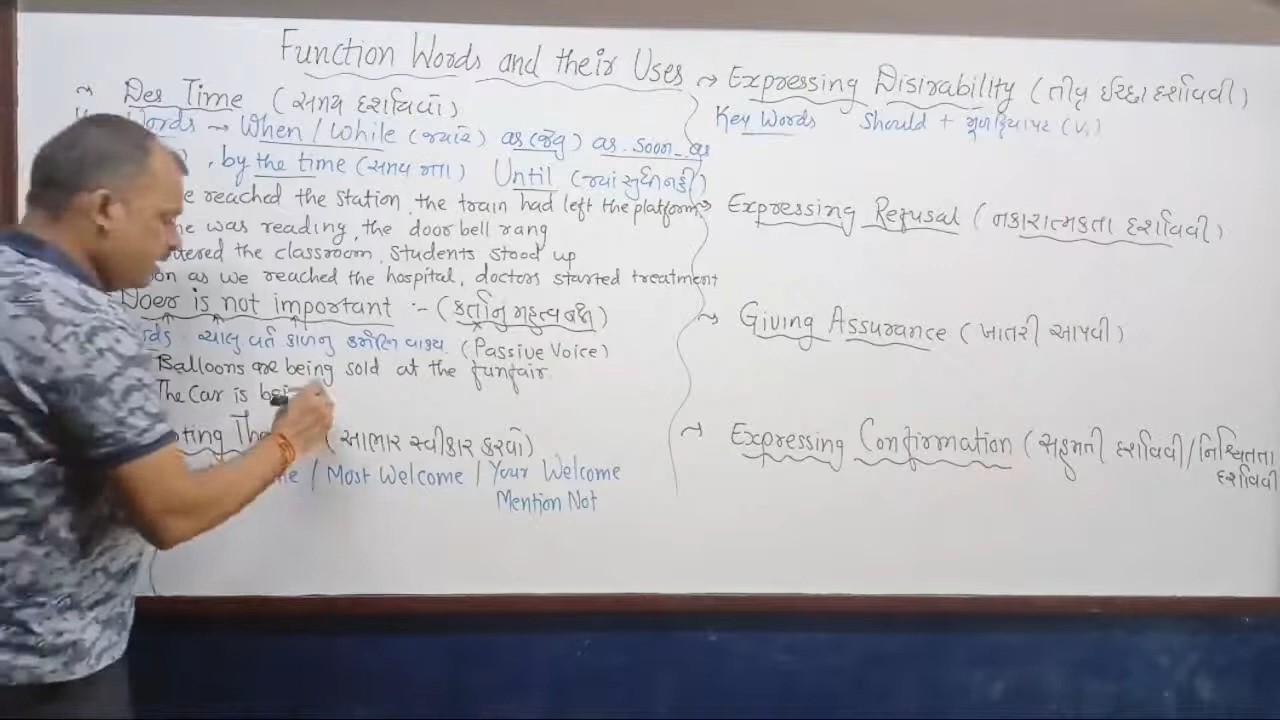 Function Words and their Uses
~ Des Time (સમય દર્શાવવો)
Words → When / While (જ્યારે) as (જેવુ) as soon as
, by the time (સમય ગાળા) Until (જ્યાં સુધી નહી)
e reached the station, the train had left the platform
e was reading, the door bell rang
tered the classroom, students stood up
on as we reached the hospital, doctors started treatment
Doer is not important :- (કર્તાનુ મહત્વ નથી)
ચાલુ વર્ત કાળનુ કર્મણિ વાક્ય. (Passive Voice)
Balloons are being sold at the funfair.
The Car is bei
ting Tha (આભાર સ્વીકાર કરવો)
me / Most Welcome / Your Welcome
Mention Not
~ Expressing Disirability (તીવ્ર ઈચ્છા દર્શાવવી)
Key Words Should + મૂળ ક્રિયાપદ (V₁)
Expressing Refusal (નકારાત્મકતા દર્શાવવી)
~ Giving Assurance (ખાતરી આપવી)
~ Expressing Confirmation (સહમતી દર્શાવવી/નિશ્ચિતતા
દર્શાવવી